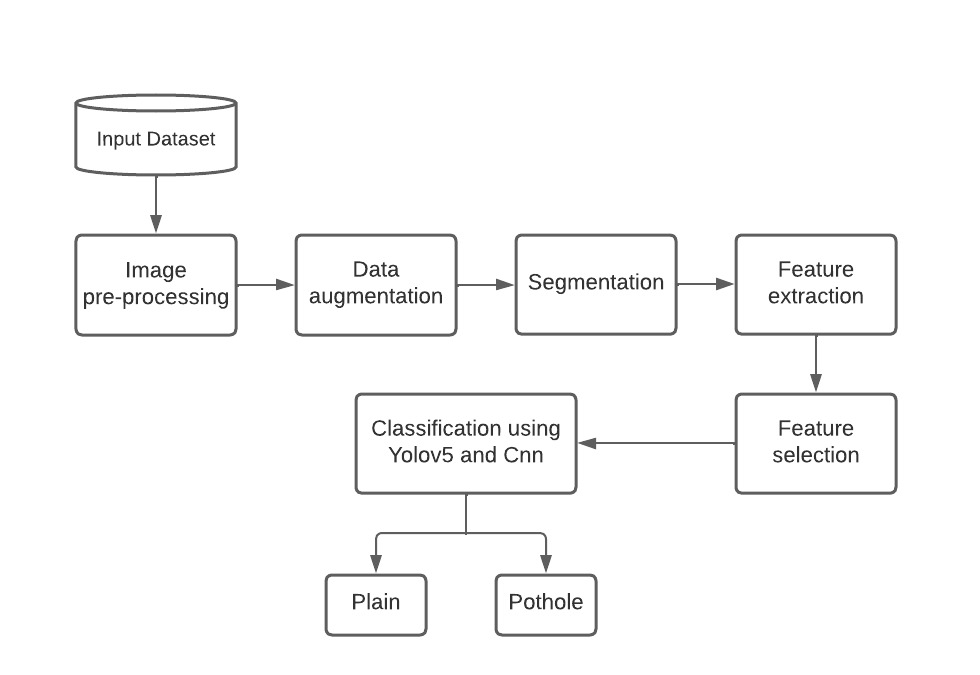 Input Dataset
Image
pre-processing
Data
augmentation
Segmentation
Feature
extraction
Feature
selection
Classification using
Yolov5 and Cnn
Plain
Pothole